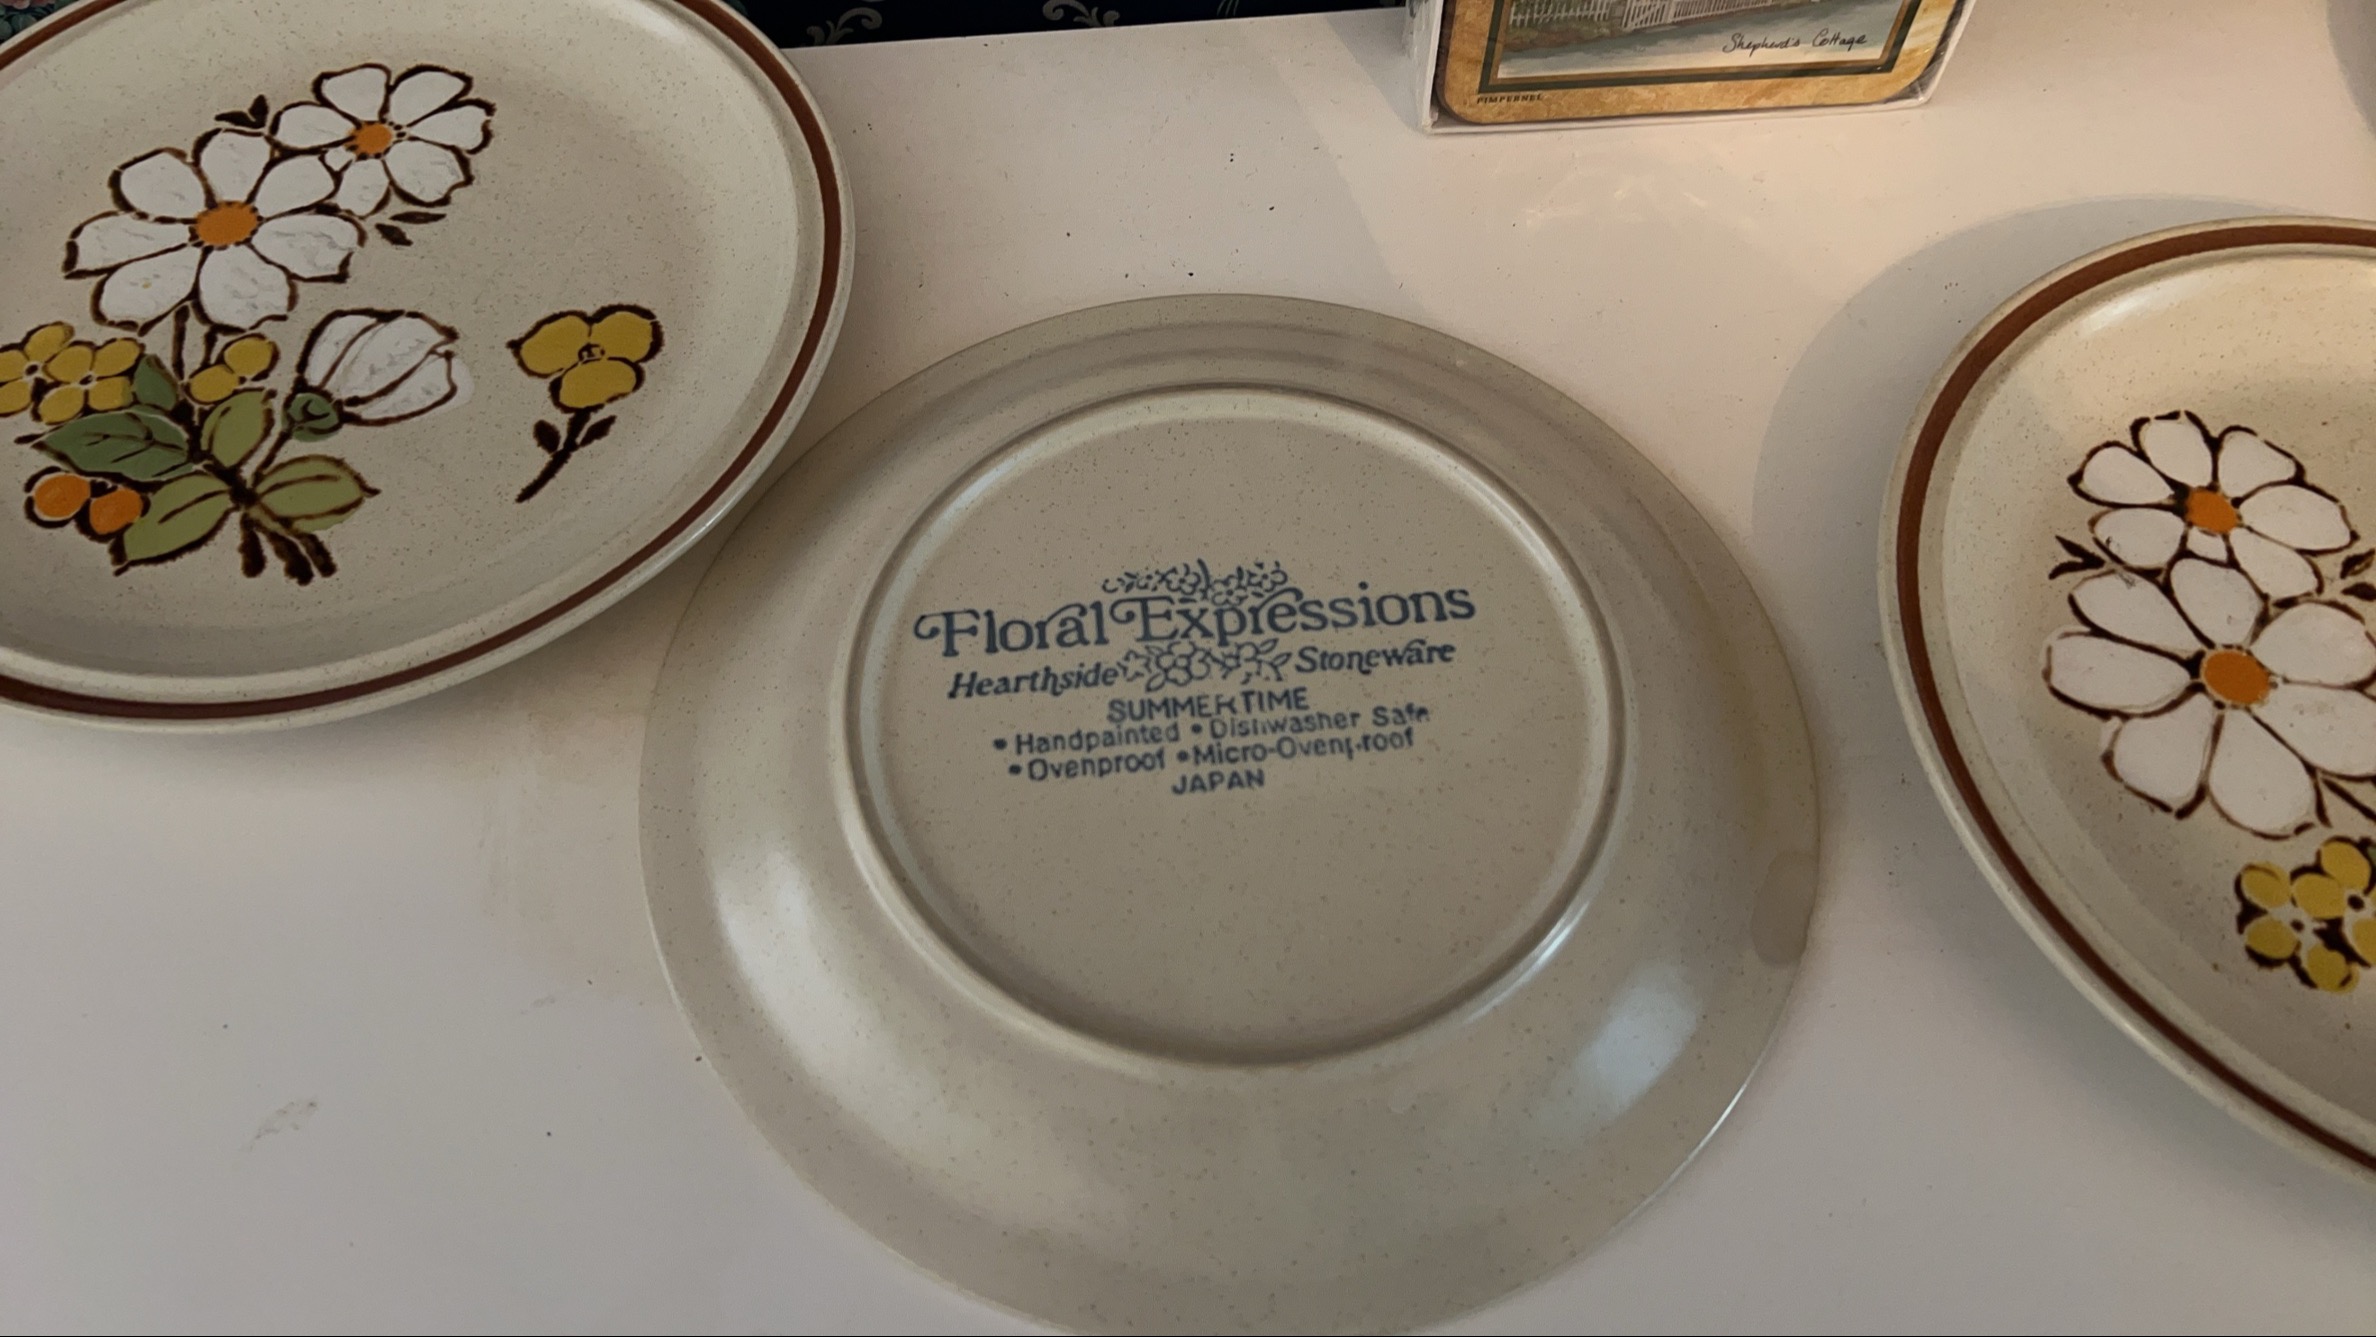 Shepherd's Cottage
PIMPERNEL
Floral Expressions
Hearthside Stoneware
SUMMERTIME
• Handpainted • Dishwasher Safe
• Ovenproof • Micro-Ovenproof
JAPAN